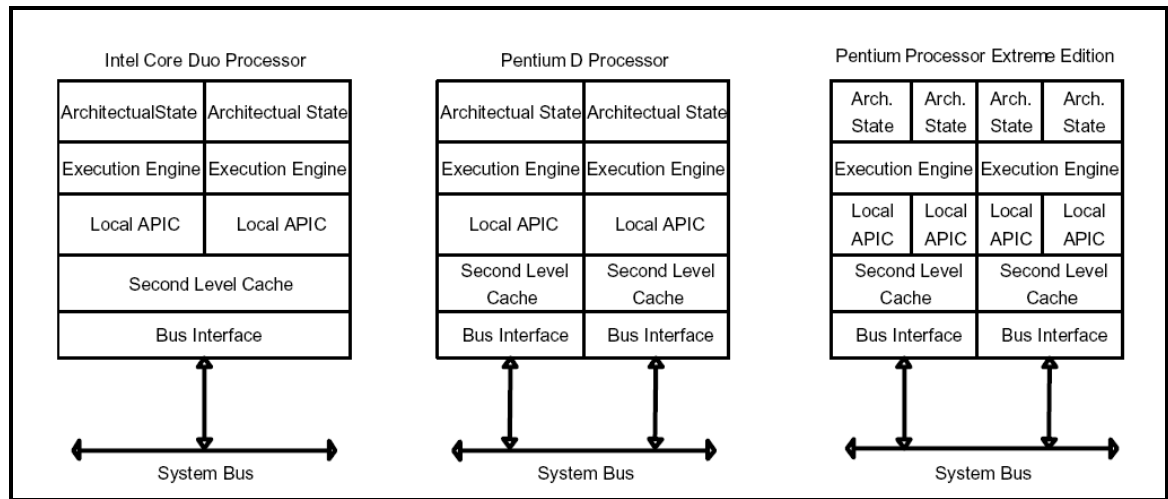 Intel Core Duo Processor
ArchitectualState
Architectual State
Execution Engine
Execution Engine
Local APIC
Local APIC
Second Level Cache
Bus Interface
System Bus
Pentium D Processor
Architectual State
Architectual State
Execution Engine
Execution Engine
Local APIC
Local APIC
Second Level
Cache
Second Level
Cache
Bus Interface
Bus Interface
System Bus
Pentium Processor Extreme Edition
Arch.
State
Arch.
State
Arch.
State
Arch.
State
Execution Engine
Execution Engine
Local
APIC
Local
APIC
Local
APIC
Local
APIC
Second Level
Cache
Second Level
Cache
Bus Interface
Bus Interface
System Bus